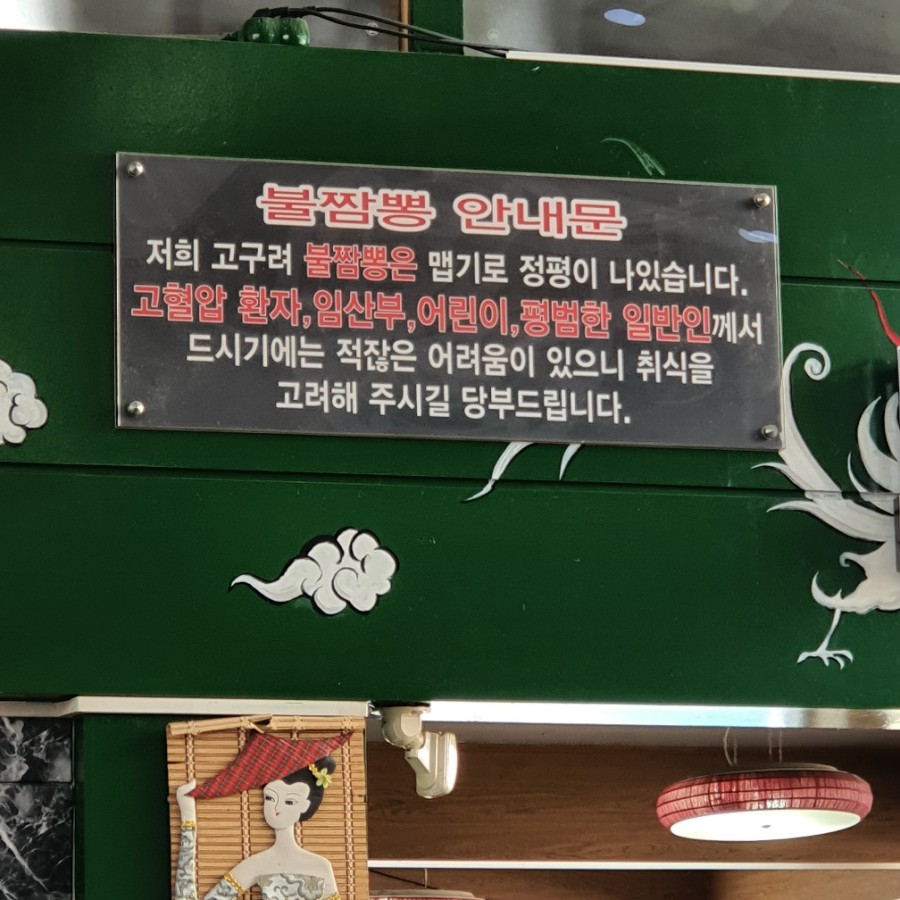 불짬뽕 안내문
저희 고구려 불짬뽕은 맵기로 정평이 나있습니다.
고혈압 환자,임산부,어린이,평범한 일반인께서
드시기에는 적잖은 어려움이 있으니 취식을
고려해 주시길 당부드립니다.